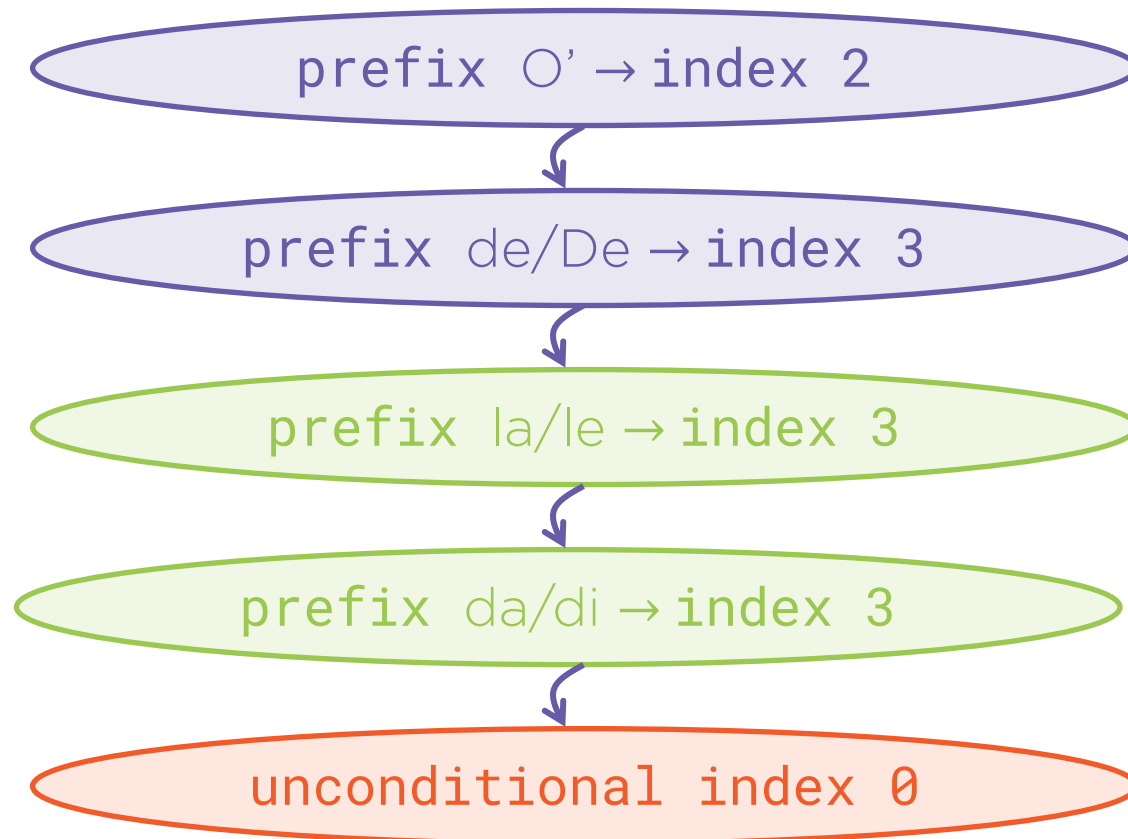 prefix O’ → index 2
prefix de/De → index 3
prefix la/le → index 3
prefix da/di → index 3
unconditional index 0